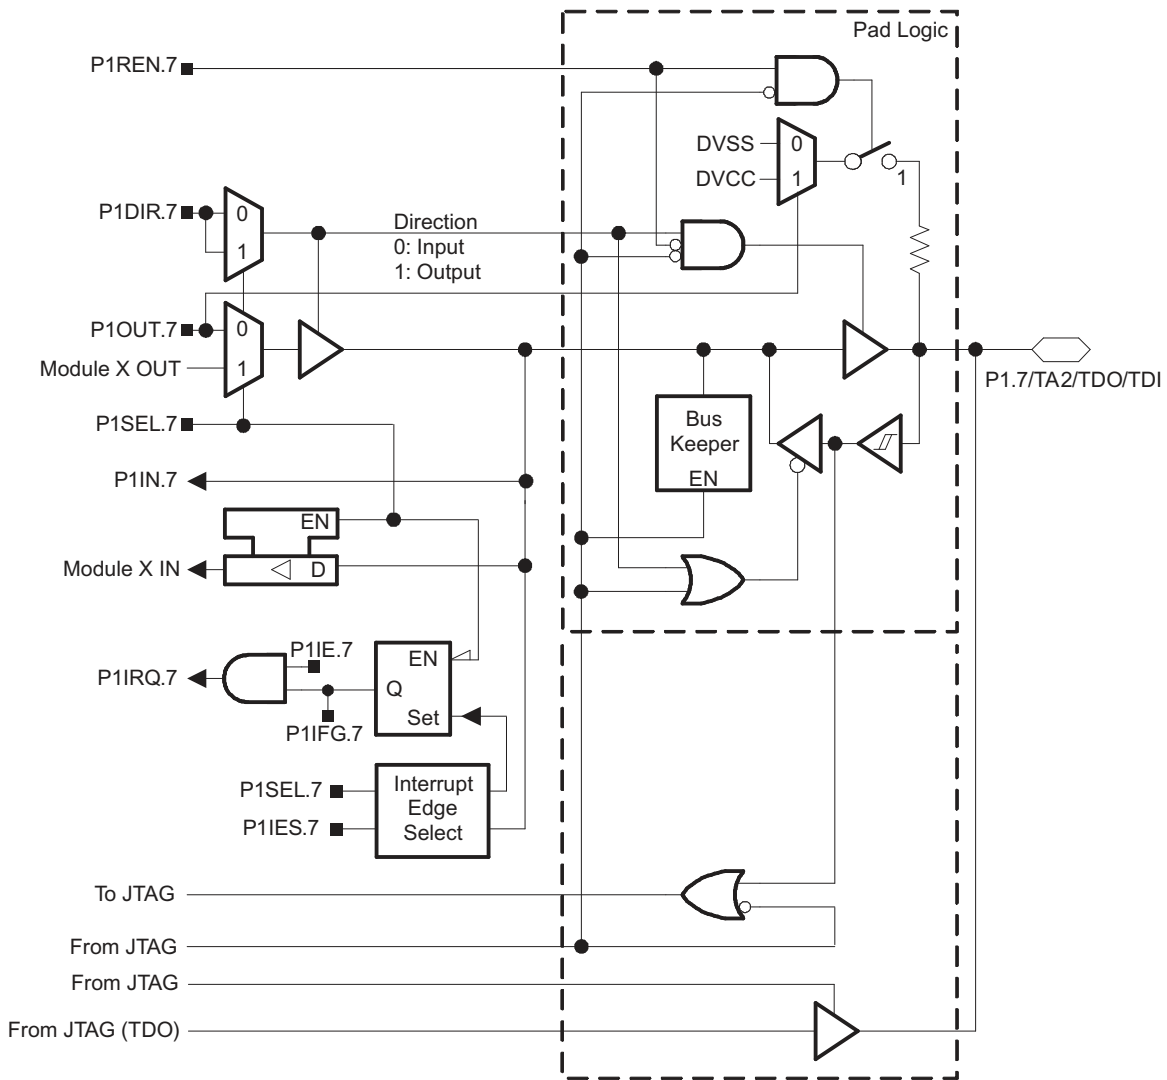 Pad Logic
P1REN.7
DVSS
0
DVCC
1
1
P1DIR.7
0
1
Direction
0: Input
1: Output
P1OUT.7
0
Module X OUT
1
P1.7/TA2/TDO/TDI
P1SEL.7
Bus
Keeper
EN
P1IN.7
EN
Module X IN
D
P1IE.7
P1IRQ.7
EN
Q
Set
P1IFG.7
P1SEL.7
P1IES.7
Interrupt
Edge
Select
To JTAG
From JTAG
From JTAG
From JTAG (TDO)